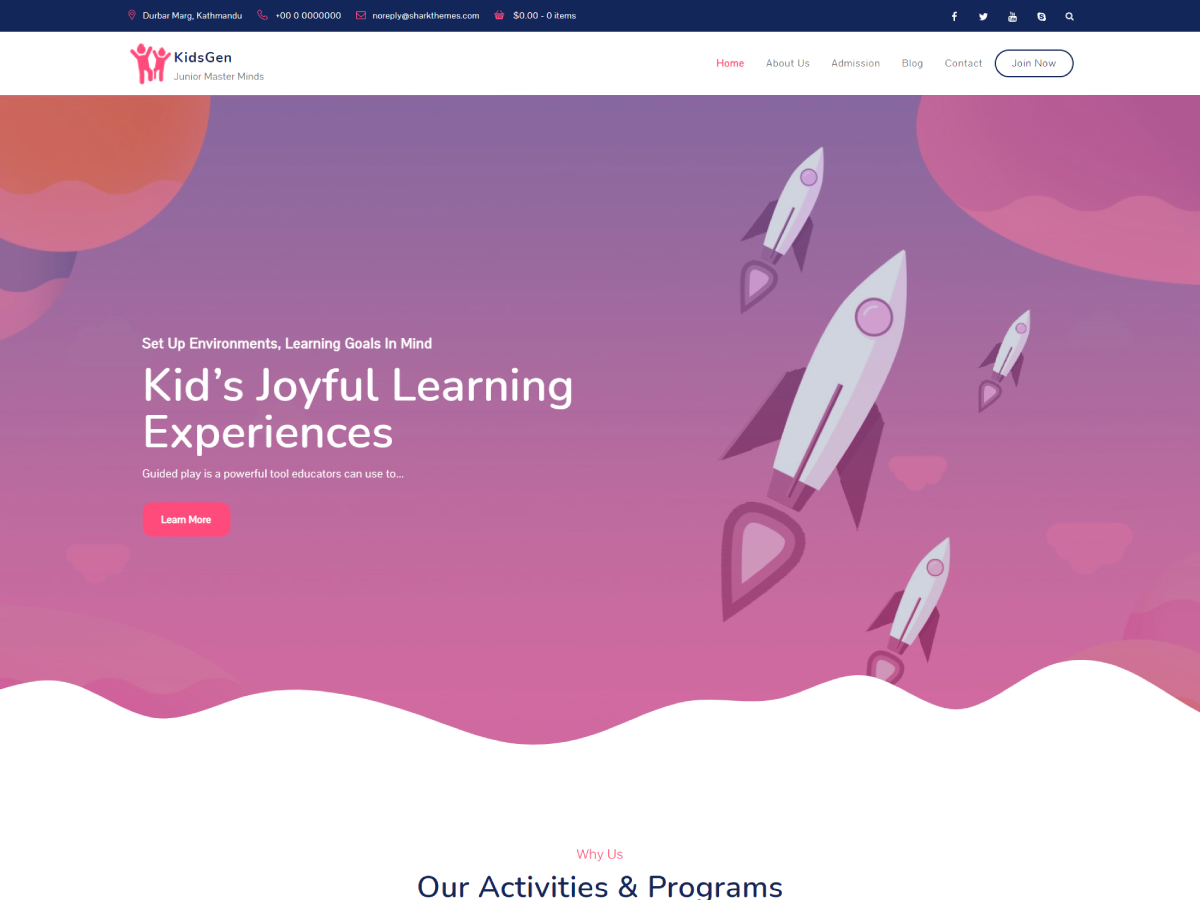 Durbar Marg, Kathmandu
+00 0 0000000
noreply@sharkthemes.com
$0.00 - 0 items
KidsGen
Junior Master Minds
Home
About Us
Admission
Blog
Contact
Join Now
Set Up Environments, Learning Goals In Mind
Kid’s Joyful Learning
Experiences
Guided play is a powerful tool educators can use to...
Learn More
Why Us
Our Activities & Programs